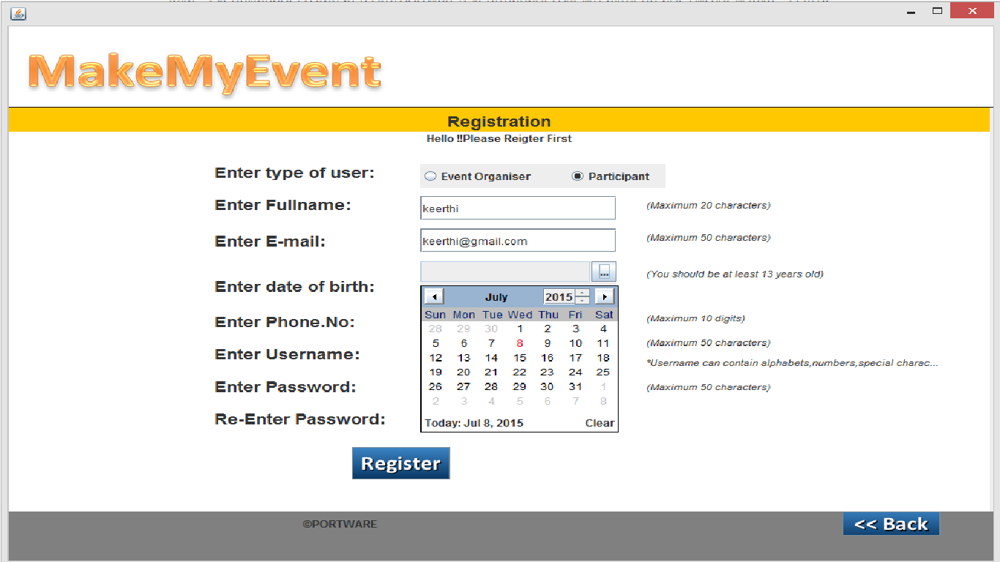 MakeMyEvent
Registration
Hello !!Please Reigter First
Enter type of user: Event Organiser Participant
Enter Fullname: keerthi (Maximum 20 characters)
Enter E-mail: keerthi@gmail.com (Maximum 50 characters)
... (You should be at least 13 years old)
Enter date of birth:
July 2015
Sun Mon Tue Wed Thu Fri Sat
28 29 30 1 2 3 4
5 6 7 8 9 10 11
12 13 14 15 16 17 18
19 20 21 22 23 24 25
26 27 28 29 30 31 1
2 3 4 5 6 7 8
Today: Jul 8, 2015 Clear
Enter Phone.No: (Maximum 10 digits)
Enter Username: (Maximum 50 characters)
*Username can contain alphabets,numbers,special charac...
Enter Password: (Maximum 50 characters)
Re-Enter Password:
Register
©PORTWARE
<< Back